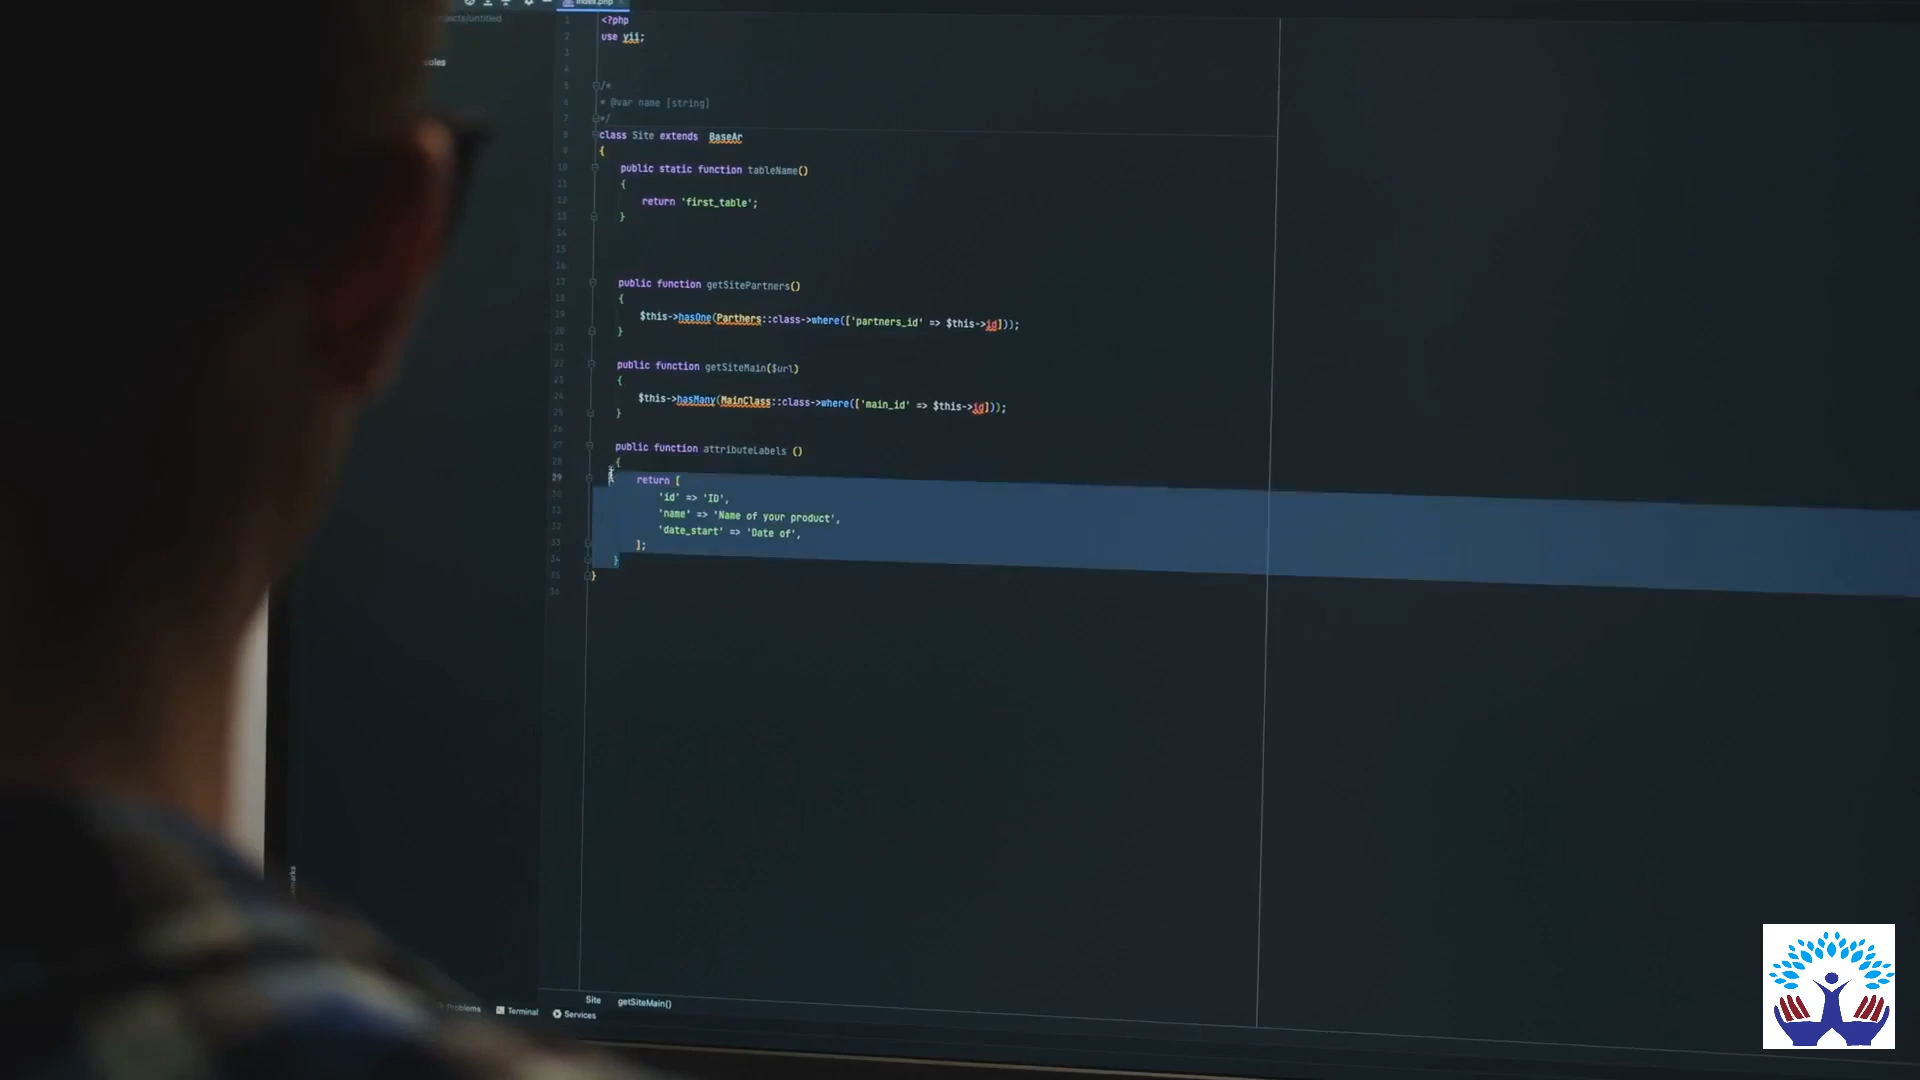 index.php
<?php
use yii;
/*
* @var name [string]
*/
class Site extends BaseAr
{
public static function tableName()
{
return 'first_table';
}
public function getSitePartners()
{
$this->hasOne(Parthers::class->where(['partners_id' => $this->id]));
}
public function getSiteMain($url)
{
$this->hasMany(MainClass::class->where(['main_id' => $this->id]));
}
public function attributeLabels ()
{
return [
'id' => 'ID',
'name' => 'Name of your product',
'date_start' => 'Date of',
];
}
}
Site getSiteMain()
Problems Terminal Services